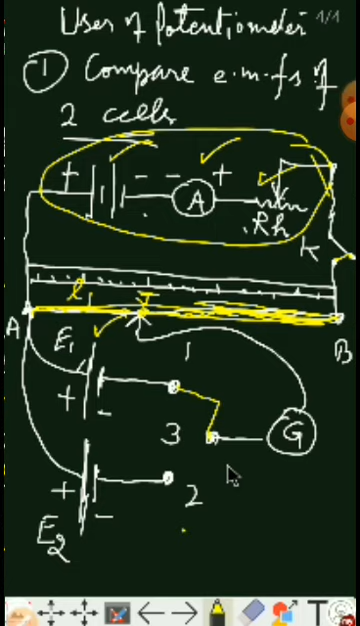 Uses of Potentiometer 1/1
① Compare e.m.fs of
2 cells
+ - - A +
Rh
K
l₁ J
A B
E₁ 1
+ -
3 G
+ - 2
E₂
T